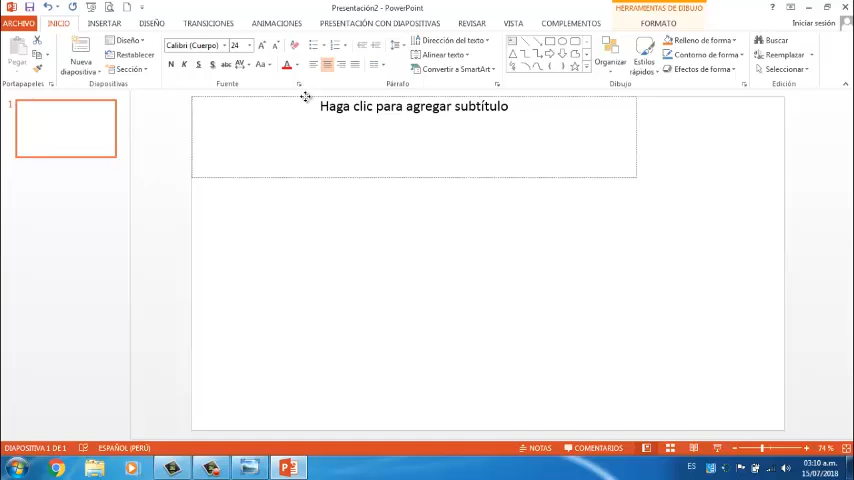 Presentación2 - PowerPoint
HERRAMIENTAS DE DIBUJO
ARCHIVO INICIO INSERTAR DISEÑO TRANSICIONES ANIMACIONES PRESENTACIÓN CON DIAPOSITIVAS REVISAR VISTA COMPLEMENTOS FORMATO Iniciar sesión
Pegar
Nueva diapositiva
Diseño
Restablecer
Sección
Calibri (Cuerpo) 24
N K S S abc AV Aa A
Dirección del texto
Alinear texto
Convertir a SmartArt
Organizar
Estilos rápidos
Relleno de forma
Contorno de forma
Efectos de forma
Buscar
Reemplazar
Seleccionar
Portapapeles Diapositivas Fuente Párrafo Dibujo Edición
1
Haga clic para agregar subtítulo
DIAPOSITIVA 1 DE 1 ESPAÑOL (PERÚ) NOTAS COMENTARIOS 74 %
ES
03:10 a.m.
15/07/2018